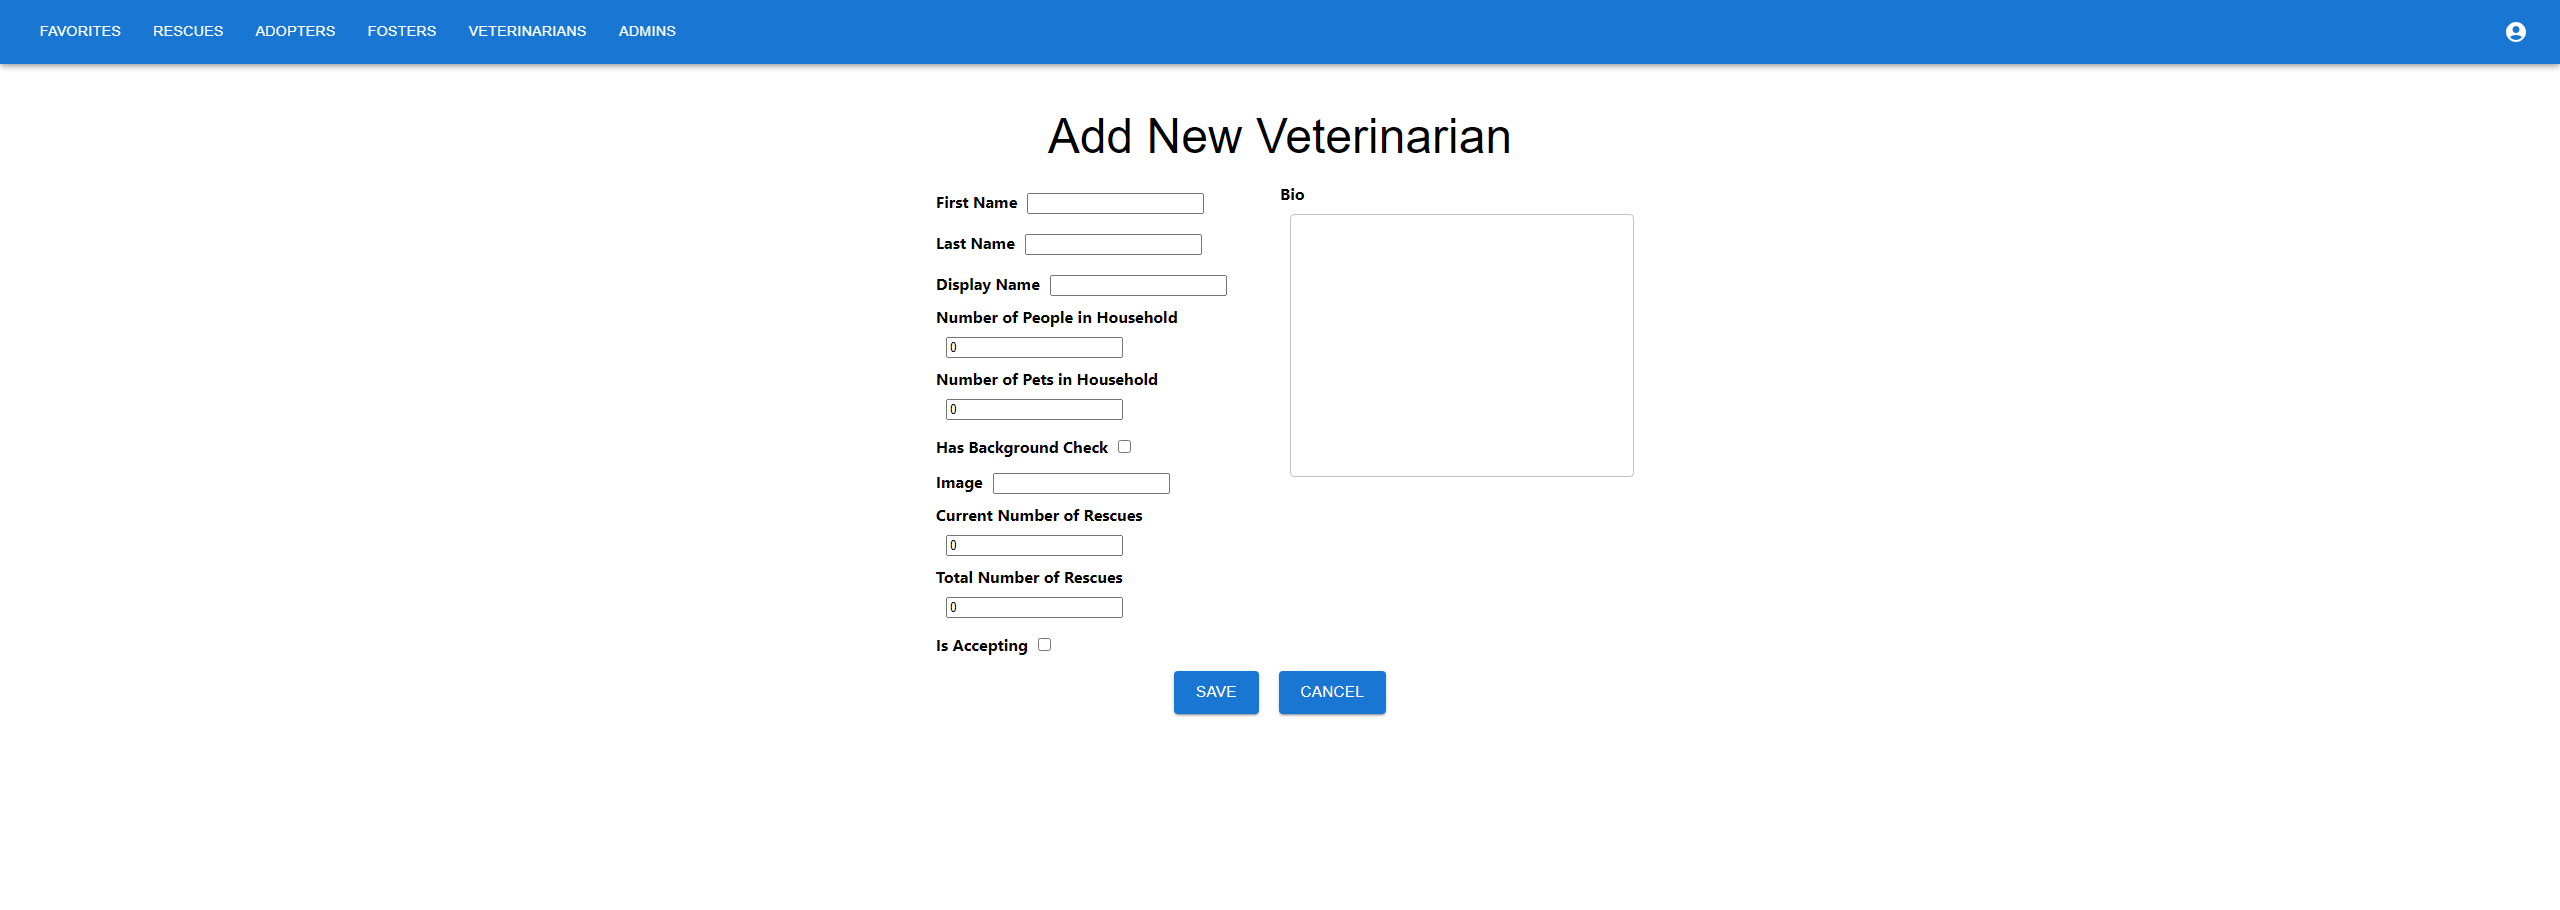 FAVORITES RESCUES ADOPTERS FOSTERS VETERINARIANS ADMINS
Add New Veterinarian
First Name
Last Name
Display Name
Number of People in Household
0
Number of Pets in Household
0
Has Background Check
Image
Current Number of Rescues
0
Total Number of Rescues
0
Is Accepting
Bio
SAVE CANCEL